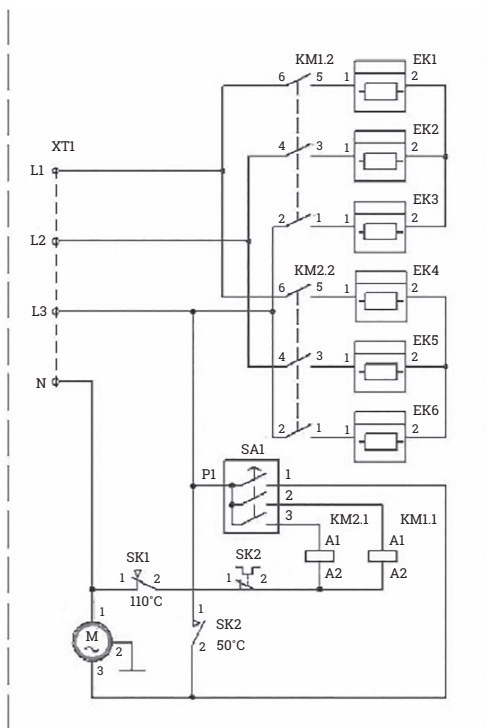 KM1.2 EK1
6 5 1 2
EK2
4 3 1 2
XT1
L1
EK3
2 1 1 2
L2
KM2.2 EK4
6 5 1 2
L3
EK5
4 3 1 2
N
EK6
2 1 1 2
SA1
P1 1
2
3 KM2.1 KM1.1
SK1 SK2 A1 A1
1 2 1 2 A2 A2
110°C
1 1
SK2
M 2 2 50°C
3